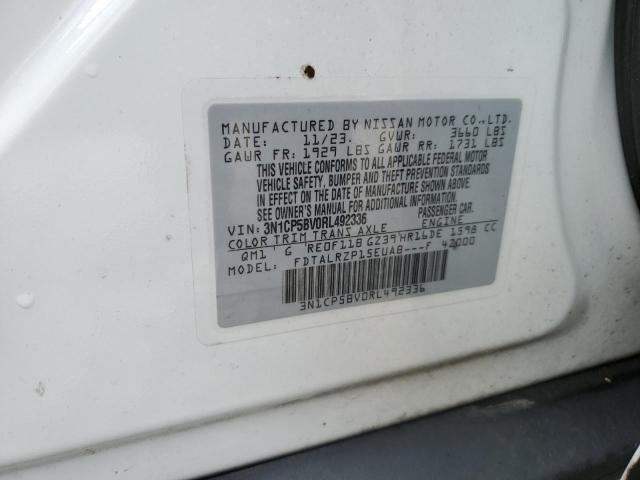 MANUFACTURED BY NISSAN MOTOR CO.,LTD.
DATE: 11/23. GVWR: 3660 LBS
GAWR FR: 1929 LBS GAWR RR: 1731 LBS
THIS VEHICLE CONFORMS TO ALL APPLICABLE FEDERAL MOTOR
VEHICLE SAFETY, BUMPER AND THEFT PREVENTION STANDARDS
IN EFFECT ON DATE OF MANUFACTURE SHOWN ABOVE.
SEE OWNERS MANUAL FOR ADDITIONAL INFORMATION.
VIN: 3N1CP5BV0RL492336 PASSENGER CAR.
COLOR TRIM TRANS AXLE ENGINE
QM1 G RE0F11B GZ39 HR16DE 1598 CC
MODEL: FDTALRZP15EUAB---F 42000
3N1CP5BV0RL492336